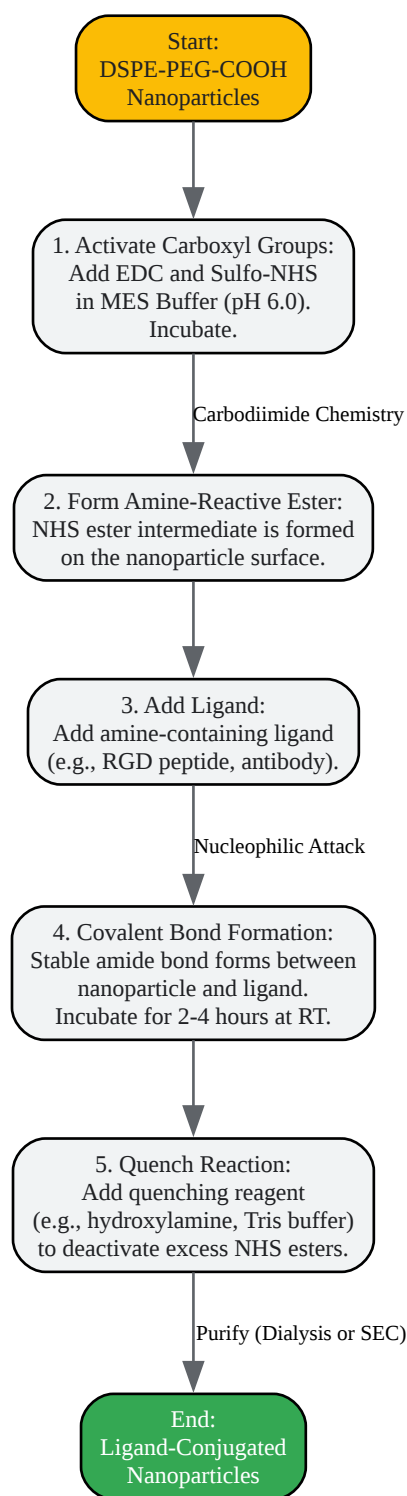 Start:
DSPE-PEG-COOH
Nanoparticles
1. Activate Carboxyl Groups:
Add EDC and Sulfo-NHS
in MES Buffer (pH 6.0).
Incubate.
Carbodiimide Chemistry
2. Form Amine-Reactive Ester:
NHS ester intermediate is formed
on the nanoparticle surface.
3. Add Ligand:
Add amine-containing ligand
(e.g., RGD peptide, antibody).
Nucleophilic Attack
4. Covalent Bond Formation:
Stable amide bond forms between
nanoparticle and ligand.
Incubate for 2-4 hours at RT.
5. Quench Reaction:
Add quenching reagent
(e.g., hydroxylamine, Tris buffer)
to deactivate excess NHS esters.
Purify (Dialysis or SEC)
End:
Ligand-Conjugated
Nanoparticles